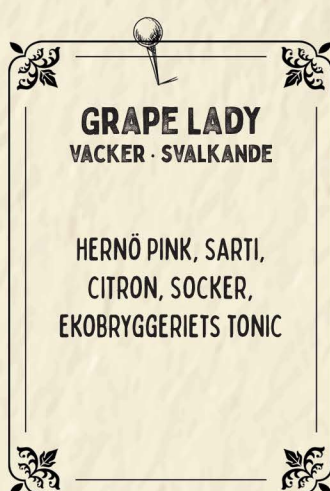 GRAPE LADY
VACKER · SVALKANDE
HERNÖ PINK, SARTI,
CITRON, SOCKER,
EKOBRYGGERIETS TONIC